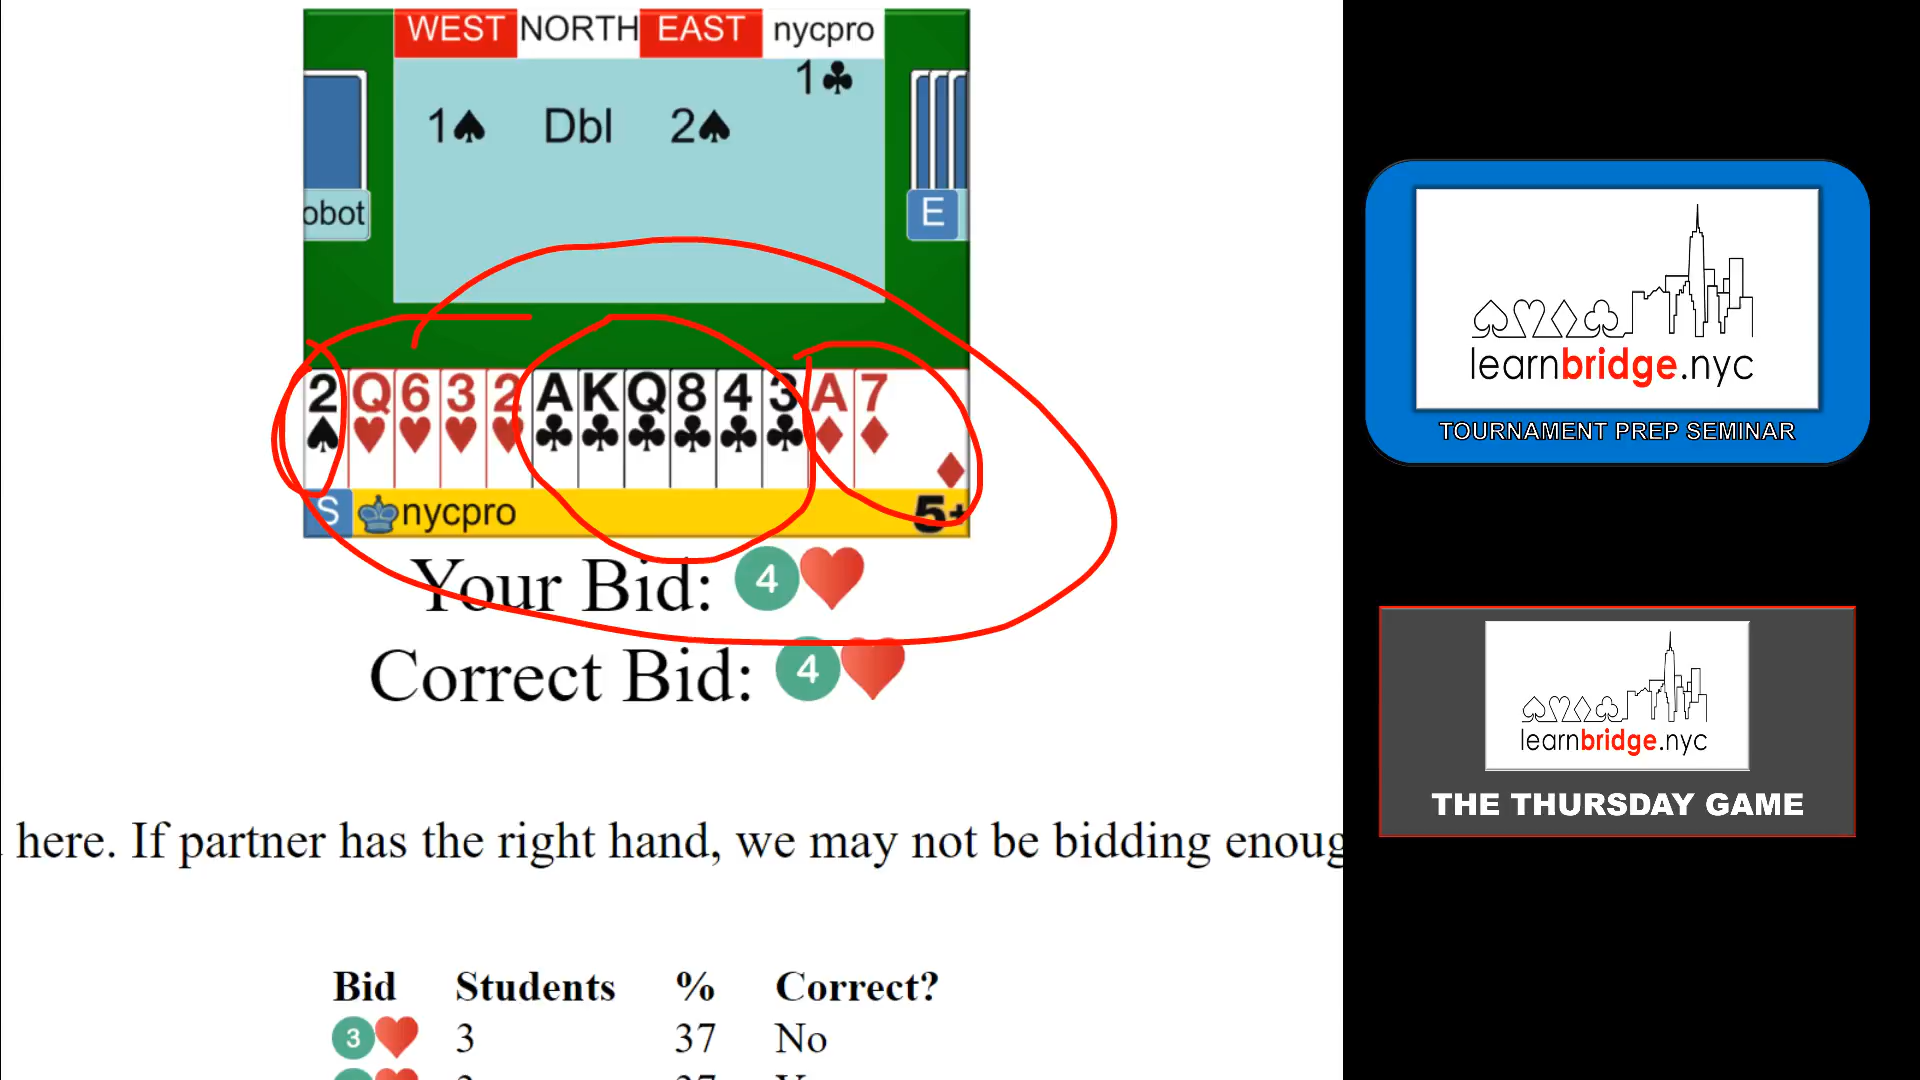 WEST NORTH EAST nycpro
1♣
1♠ Dbl 2♠
obot
E
2♠ Q♥ 6♥ 3♥ 2♥ A♣ K♣ Q♣ 8♣ 4♣ 3♣ A♦ 7♦
S nycpro 5+
Your Bid: 4♥
Correct Bid: 4♥
here. If partner has the right hand, we may not be bidding enoug
Bid Students % Correct?
3♥ 3 37 No
learnbridge.nyc
TOURNAMENT PREP SEMINAR
learnbridge.nyc
THE THURSDAY GAME